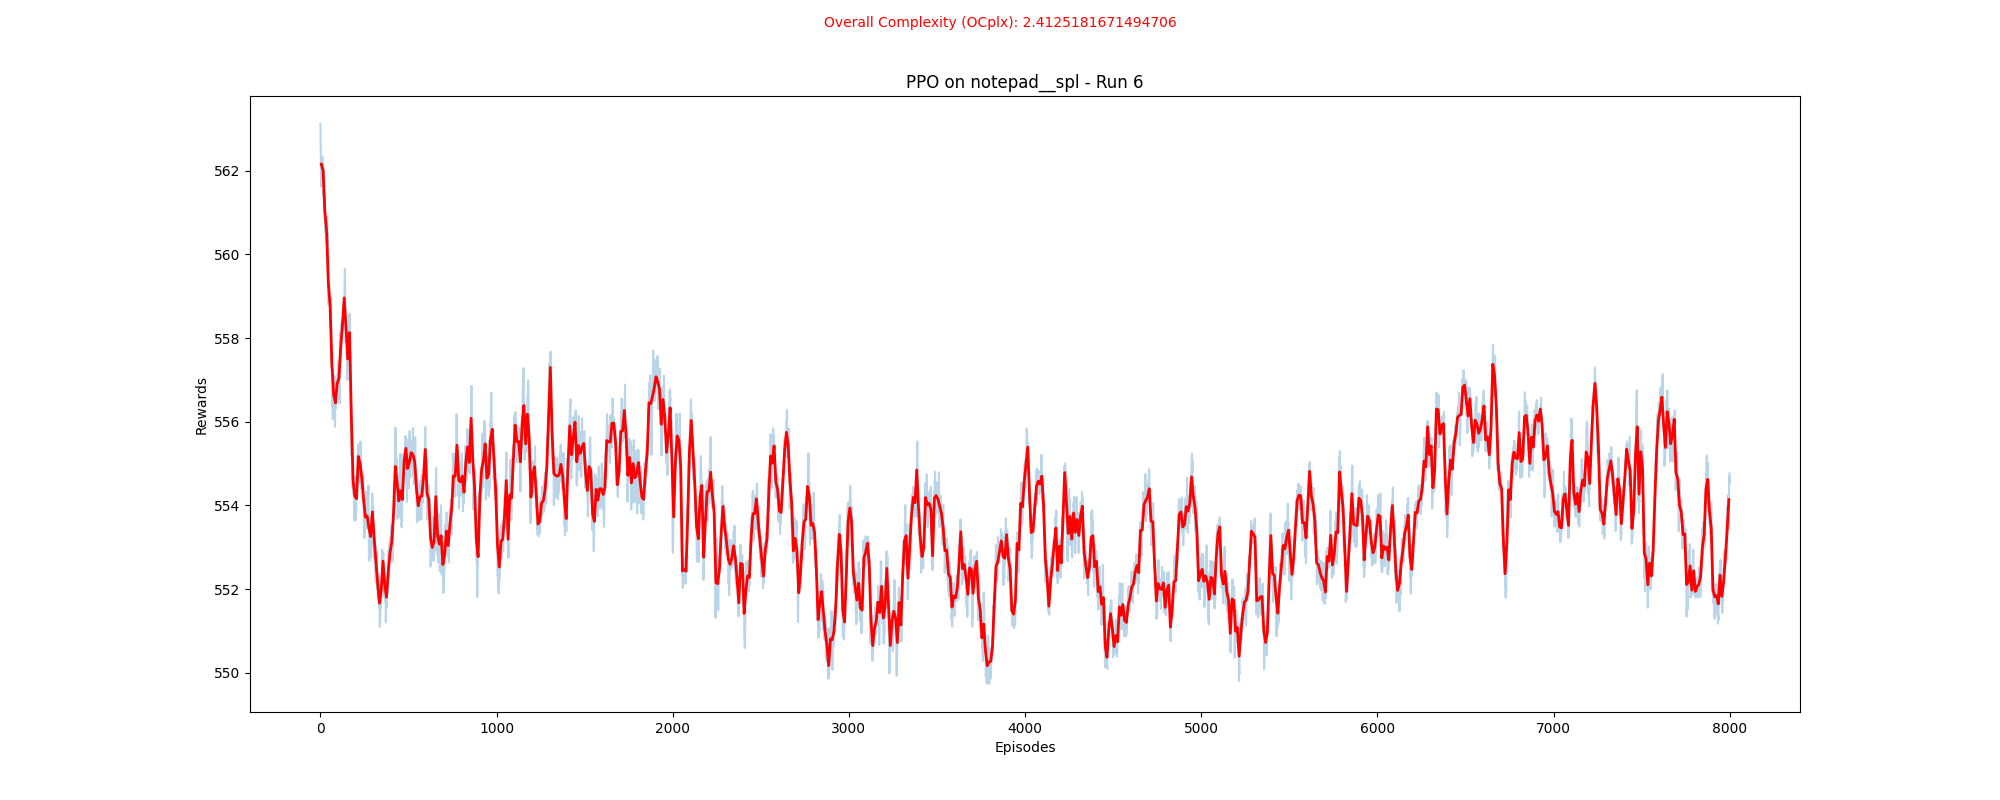 Overall Complexity (OCplx): 2.4125181671494706
PPO on notepad__spl - Run 6
Rewards
562
560
558
556
554
552
550
0 1000 2000 3000 4000 5000 6000 7000 8000
Episodes